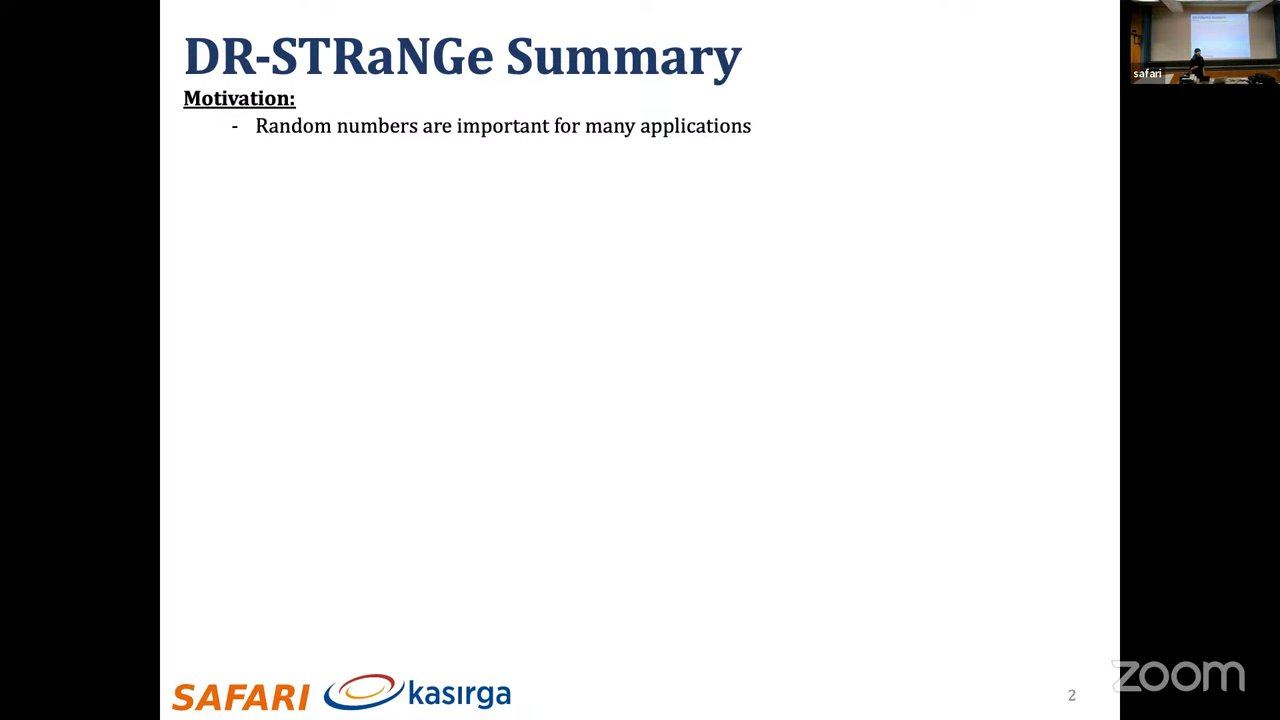 DR-STRaNGe Summary
Motivation:
- Random numbers are important for many applications
safari
SAFARI
kasırga
2
zoom